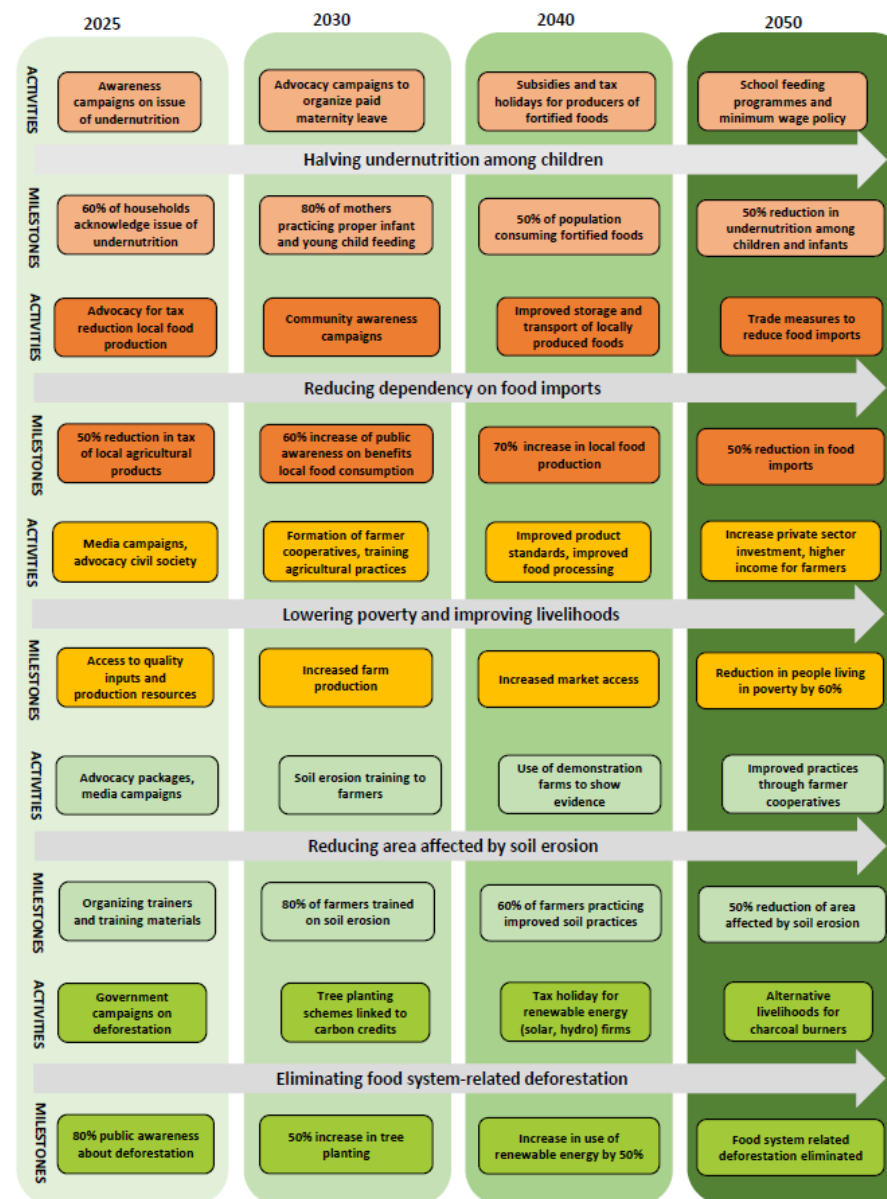 2025
2030
2040
2050
ACTIVITIES
Awareness
campaigns on issue
of undernutrition
Advocacy campaigns to
organize paid
maternity leave
Subsidies and tax
holidays for producers of
fortified foods
School feeding
programmes and
minimum wage policy
Halving undernutrition among children
MILESTONES
60% of households
acknowledge issue of
undernutrition
80% of mothers
practicing proper infant
and young child feeding
50% of population
consuming fortified foods
50% reduction in
undernutrition among
children and infants
ACTIVITIES
Advocacy for tax
reduction local food
production
Community awareness
campaigns
Improved storage and
transport of locally
produced foods
Trade measures to
reduce food imports
Reducing dependency on food imports
MILESTONES
50% reduction in tax
of local agricultural
products
60% increase of public
awareness on benefits
local food consumption
70% increase in local food
production
50% reduction in food
imports
ACTIVITIES
Media campaigns,
advocacy civil society
Formation of farmer
cooperatives, training
agricultural practices
Improved product
standards, improved
food processing
Increase private sector
investment, higher
income for farmers
Lowering poverty and improving livelihoods
MILESTONES
Access to quality
inputs and
production resources
Increased farm
production
Increased market access
Reduction in people living
in poverty by 60%
ACTIVITIES
Advocacy packages,
media campaigns
Soil erosion training to
farmers
Use of demonstration
farms to show
evidence
Improved practices
through farmer
cooperatives
Reducing area affected by soil erosion
MILESTONES
Organizing trainers
and training materials
80% of farmers trained
on soil erosion
60% of farmers practicing
improved soil practices
50% reduction of area
affected by soil erosion
ACTIVITIES
Government
campaigns on
deforestation
Tree planting
schemes linked to
carbon credits
Tax holiday for
renewable energy
(solar, hydro) firms
Alternative
livelihoods for
charcoal burners
Eliminating food system-related deforestation
MILESTONES
80% public awareness
about deforestation
50% increase in tree
planting
Increase in use of
renewable energy by 50%
Food system related
deforestation eliminated